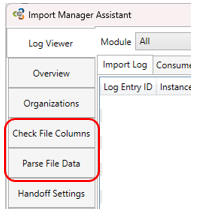 Import Manager Assistant
Log Viewer
Module All
Overview
Import Log Consume
Organizations
Log Entry ID Instance
Check File Columns
Parse File Data
Handoff Settings